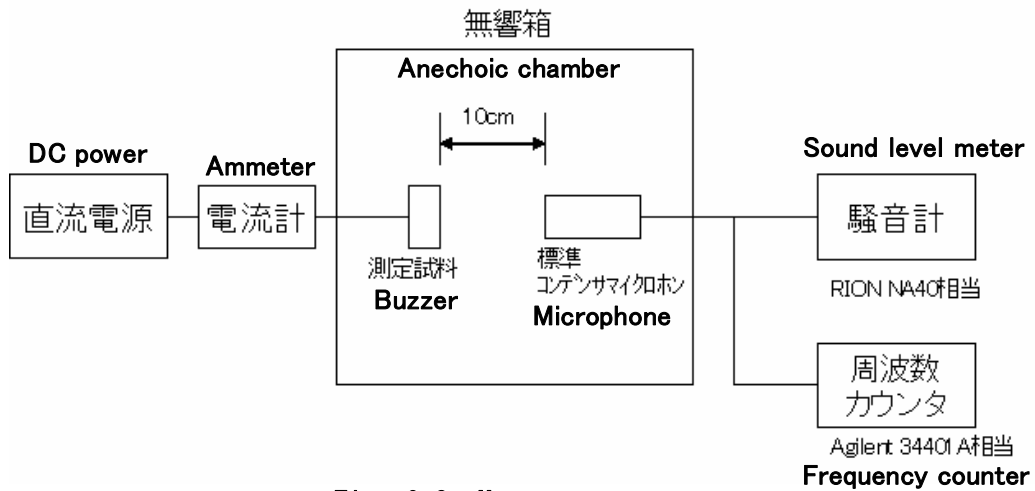 無響箱
Anechoic chamber
10cm
DC power
直流電源
Ammeter
電流計
測定試料
Buzzer
標準
コンデンサマイクロホン
Microphone
Sound level meter
騒音計
RION NA40相当
周波数
カウンタ
Agilent 34401A相当
Frequency counter